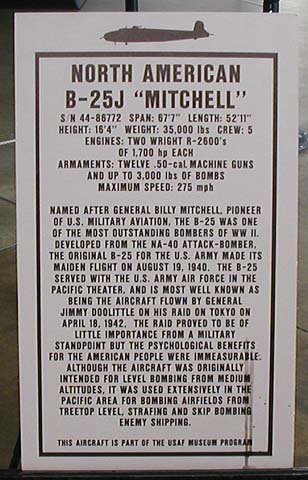 NORTH AMERICAN
B-25J "MITCHELL"
S/N 44-86772 SPAN: 67'7" LENGTH: 52'11"
HEIGHT: 16'4" WEIGHT: 35,000 lbs CREW: 5
ENGINES: TWO WRIGHT R-2600's
OF 1,700 hp EACH
ARMAMENTS: TWELVE .50-cal. MACHINE GUNS
AND UP TO 3,000 lbs OF BOMBS
MAXIMUM SPEED: 275 mph
NAMED AFTER GENERAL BILLY MITCHELL, PIONEER
OF U.S. MILITARY AVIATION, THE B-25 WAS ONE
OF THE MOST OUTSTANDING BOMBERS OF WW II.
DEVELOPED FROM THE NA-40 ATTACK-BOMBER,
THE ORIGINAL B-25 FOR THE U.S. ARMY MADE ITS
MAIDEN FLIGHT ON AUGUST 19, 1940. THE B-25
SERVED WITH THE U.S. ARMY AIR FORCE IN THE
PACIFIC THEATER, AND IS MOST WELL KNOWN AS
BEING THE AIRCRAFT FLOWN BY GENERAL
JIMMY DOOLITTLE ON HIS RAID ON TOKYO ON
APRIL 18, 1942. THE RAID PROVED TO BE OF
LITTLE IMPORTANCE FROM A MILITARY
STANDPOINT BUT THE PSYCHOLOGICAL BENEFITS
FOR THE AMERICAN PEOPLE WERE IMMEASURABLE.
ALTHOUGH THE AIRCRAFT WAS ORIGINALLY
INTENDED FOR LEVEL BOMBING FROM MEDIUM
ALTITUDES, IT WAS USED EXTENSIVELY IN THE
PACIFIC AREA FOR BOMBING AIRFIELDS FROM
TREETOP LEVEL, STRAFING AND SKIP BOMBING
ENEMY SHIPPING.
THIS AIRCRAFT IS PART OF THE USAF MUSEUM PROGRAM